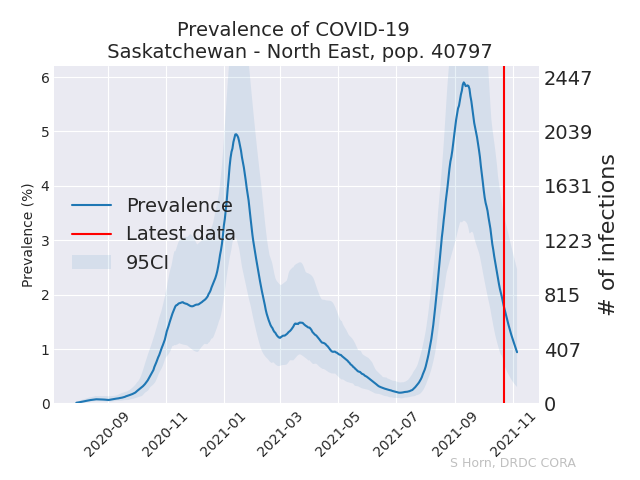 Prevalence of COVID-19
Saskatchewan - North East, pop. 40797
Prevalence (%)
6
5
4
3
2
1
0
Prevalence
Latest data
95CI
2447
2039
1631
1223
815
407
0
# of infections
2020-09
2020-11
2021-01
2021-03
2021-05
2021-07
2021-09
2021-11
S Horn, DRDC CORA